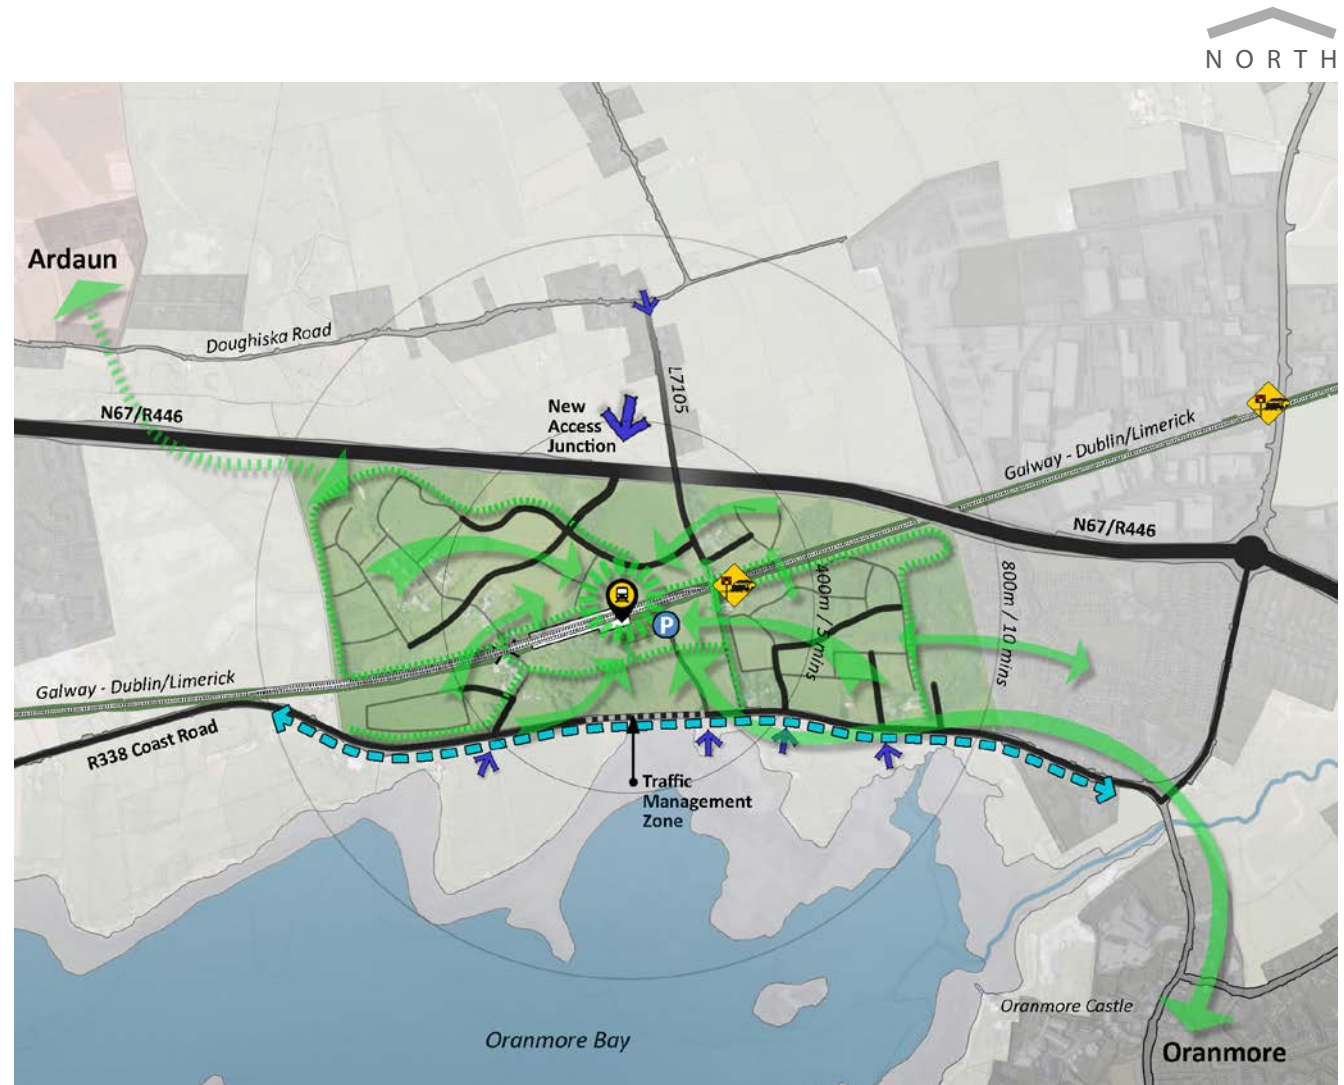 NORTH
Ardaun
Doughiska Road
L7105
N67/R446
New
Access
Junction
Galway - Dublin/Limerick
N67/R446
400m / 5 mins
800m / 10 mins
P
Galway - Dublin/Limerick
R338 Coast Road
Traffic
Management
Zone
Oranmore Castle
Oranmore Bay
Oranmore